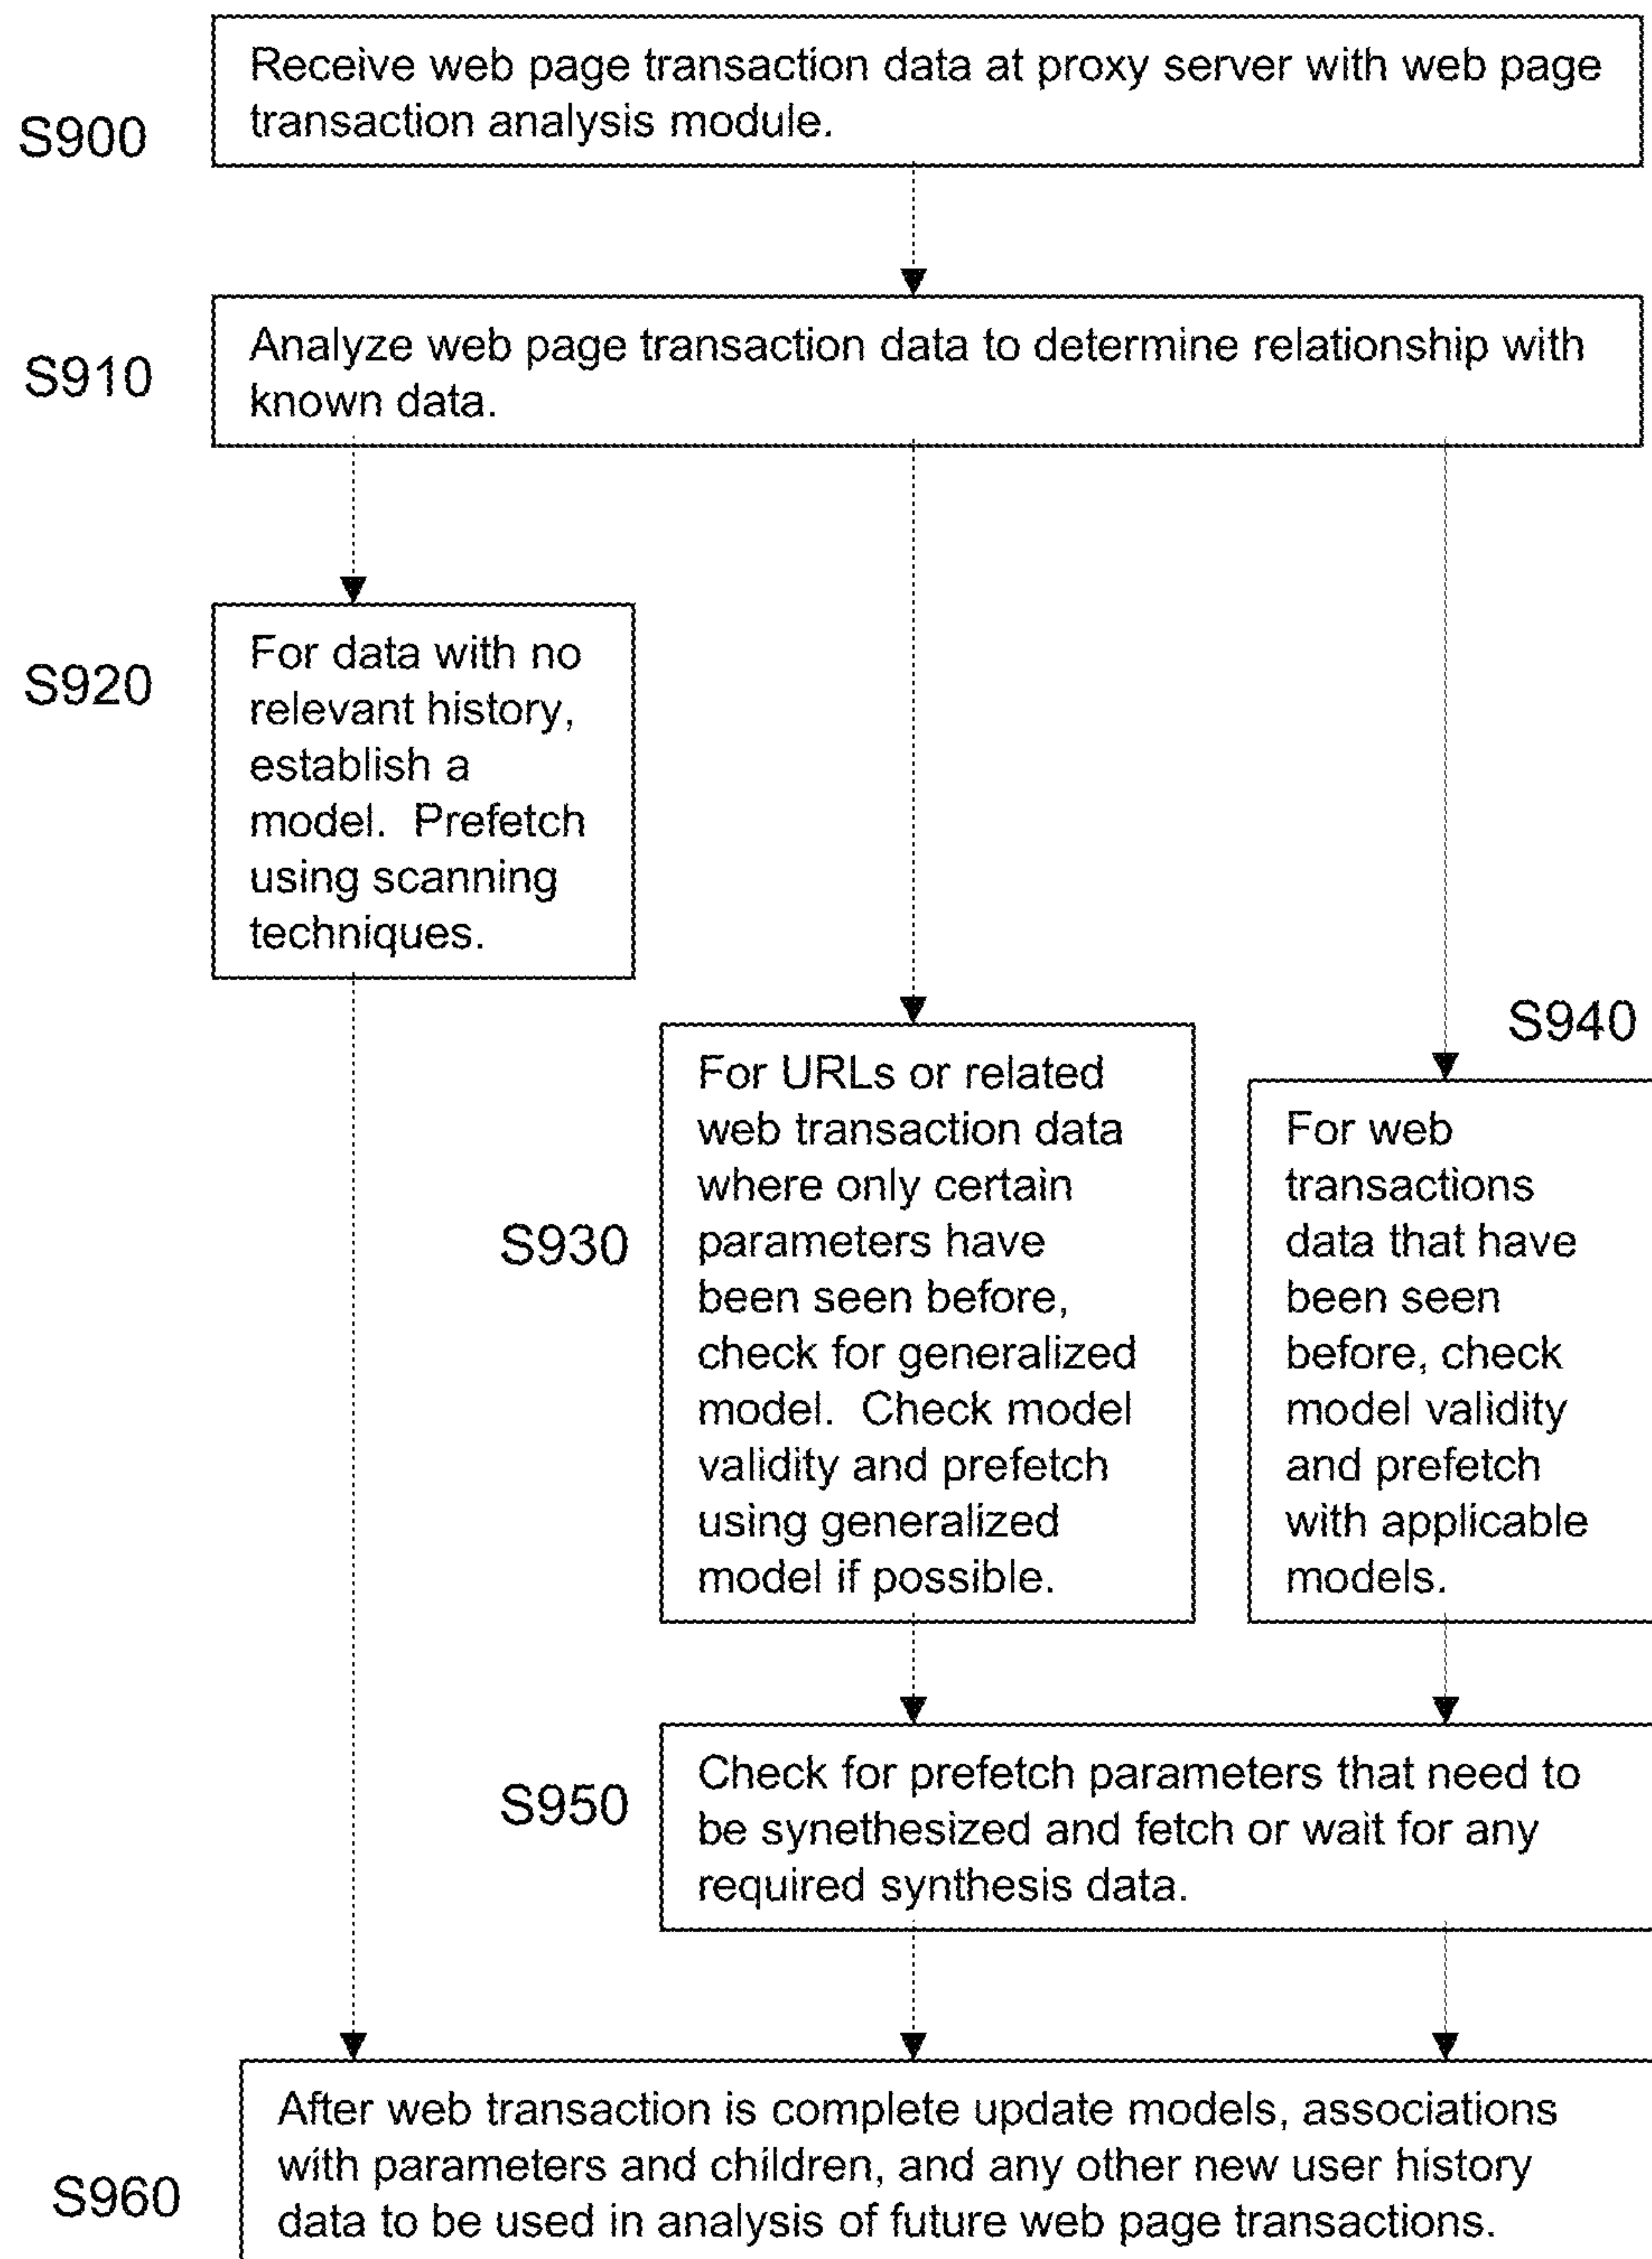 S900
Receive web page transaction data at proxy server with web page
transaction analysis module.
S910
Analyze web page transaction data to determine relationship with
known data.
S920
For data with no
relevant history,
establish a
model. Prefetch
using scanning
techniques.
S930
For URLs or related
web transaction data
where only certain
parameters have
been seen before,
check for generalized
model. Check model
validity and prefetch
using generalized
model if possible.
S940
For web
transactions
data that have
been seen
before, check
model validity
and prefetch
with applicable
models.
S950
Check for prefetch parameters that need to
be synethesized and fetch or wait for any
required synthesis data.
S960
After web transaction is complete update models, associations
with parameters and children, and any other new user history
data to be used in analysis of future web page transactions.